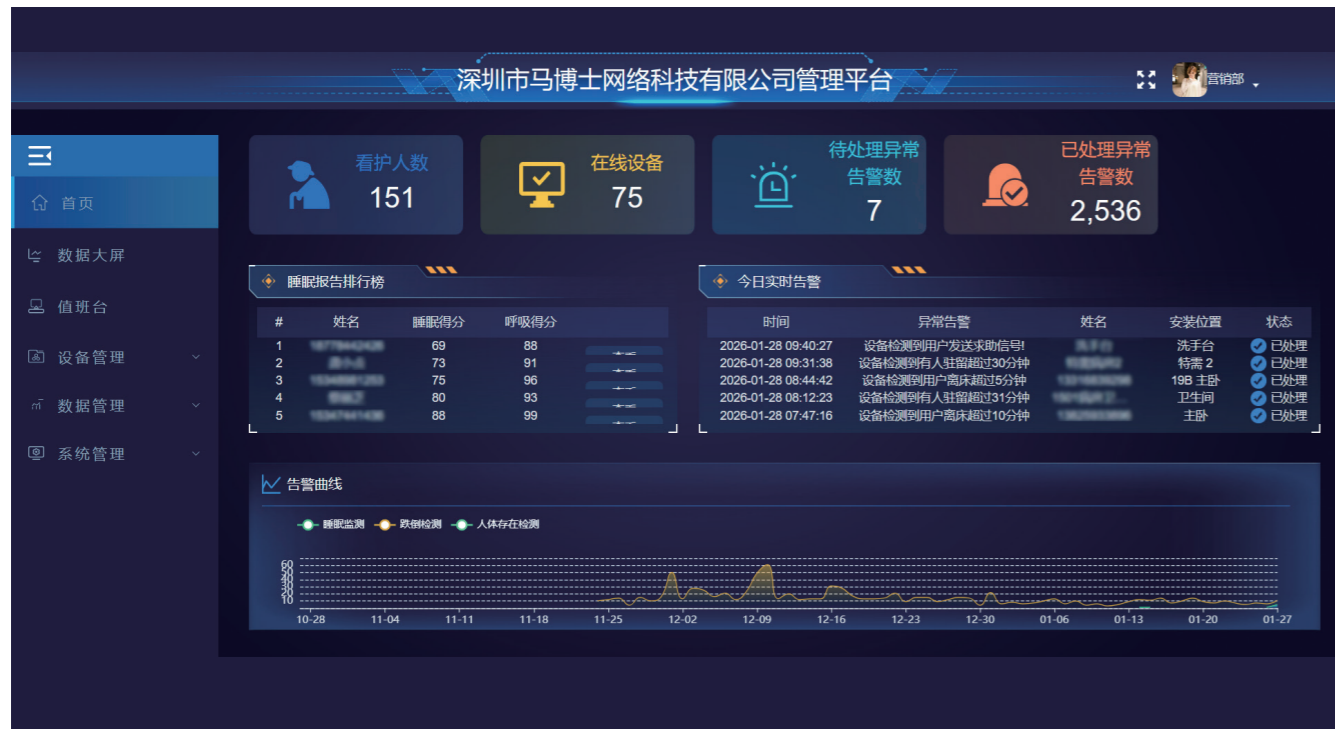 深圳市马博士网络科技有限公司管理平台
营销部
首页
数据大屏
值班台
设备管理
数据管理
系统管理
看护人数
151
在线设备
75
待处理异常
告警数
7
已处理异常
告警数
2,536
睡眠报告排行榜
# 姓名 睡眠得分 呼吸得分
1 69 88
2 73 91
3 75 96
4 80 93
5 88 99
今日实时告警
时间 异常告警 姓名 安装位置 状态
2026-01-28 09:40:27 设备检测到用户发送求助信号! 洗手台 已处理
2026-01-28 09:31:38 设备检测到有人驻留超过30分钟 特需 2 已处理
2026-01-28 08:44:42 设备检测到用户离床超过5分钟 19B 主卧 已处理
2026-01-28 08:12:23 设备检测到有人驻留超过31分钟 卫生间 已处理
2026-01-28 07:47:16 设备检测到用户离床超过10分钟 主卧 已处理
告警曲线
睡眠监测 跌倒检测 人体存在检测
60
50
40
30
20
10
10-28 11-04 11-11 11-18 11-25 12-02 12-09 12-16 12-23 12-30 01-06 01-13 01-20 01-27